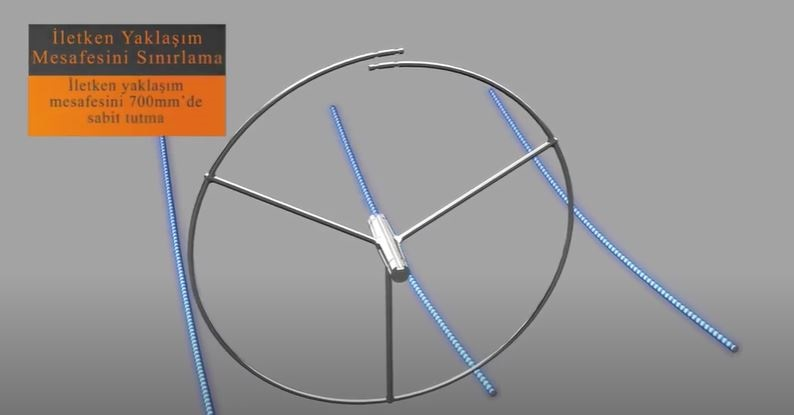 İletken Yaklaşım
Mesafesini Sınırlama
İletken yaklaşım
mesafesini 700mm'de
sabit tutma